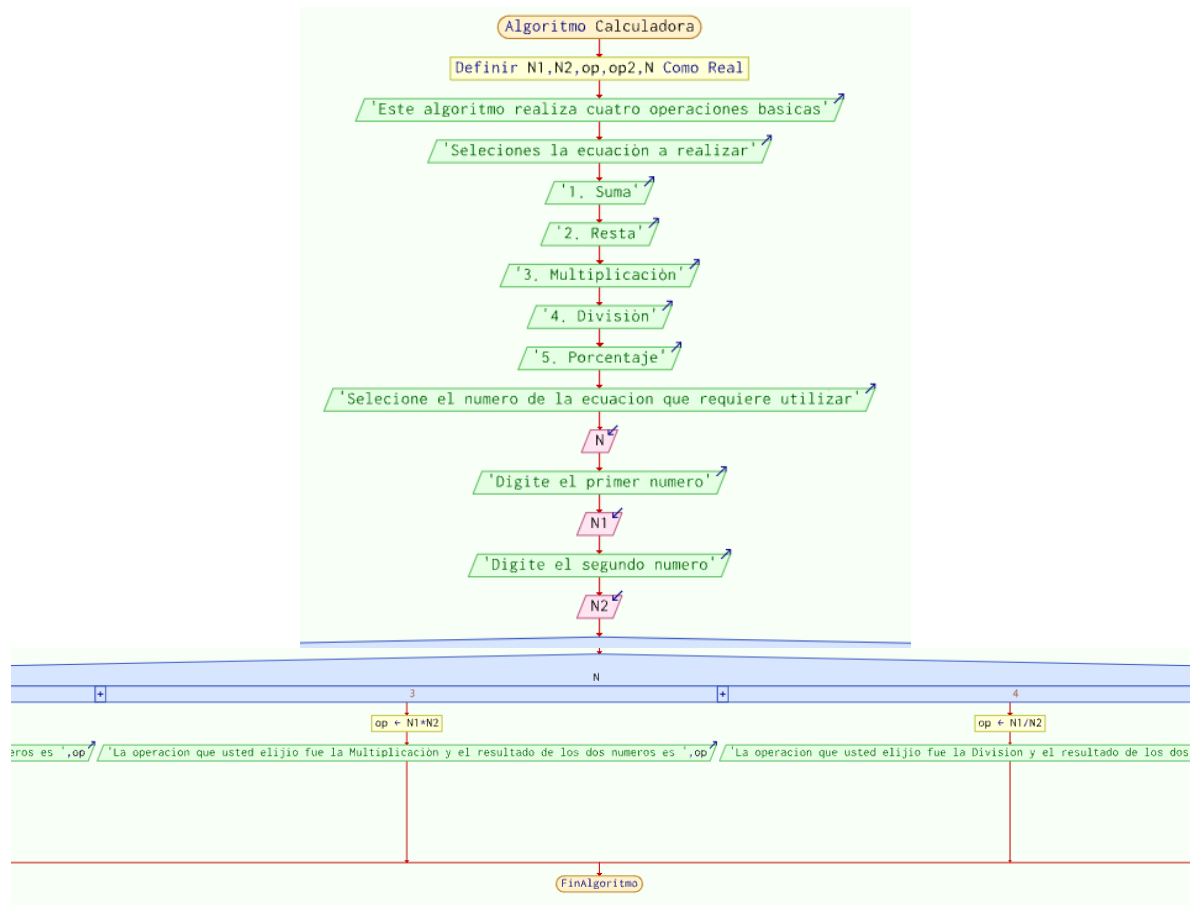 Algoritmo Calculadora
Definir N1,N2,op,op2,N Como Real
'Este algoritmo realiza cuatro operaciones basicas'
'Seleciones la ecuaciòn a realizar'
'1. Suma'
'2. Resta'
'3. Multiplicaciòn'
'4. Divisiòn'
'5. Porcentaje'
'Selecione el numero de la ecuacion que requiere utilizar'
N
'Digite el primer numero'
N1
'Digite el segundo numero'
N2
N
+ 3 + 4
op ← N1*N2 op ← N1/N2
eros es ',op 'La operacion que usted elijio fue la Multiplicaciòn y el resultado de los dos numeros es ',op 'La operacion que usted elijio fue la Division y el resultado de los dos
FinAlgoritmo